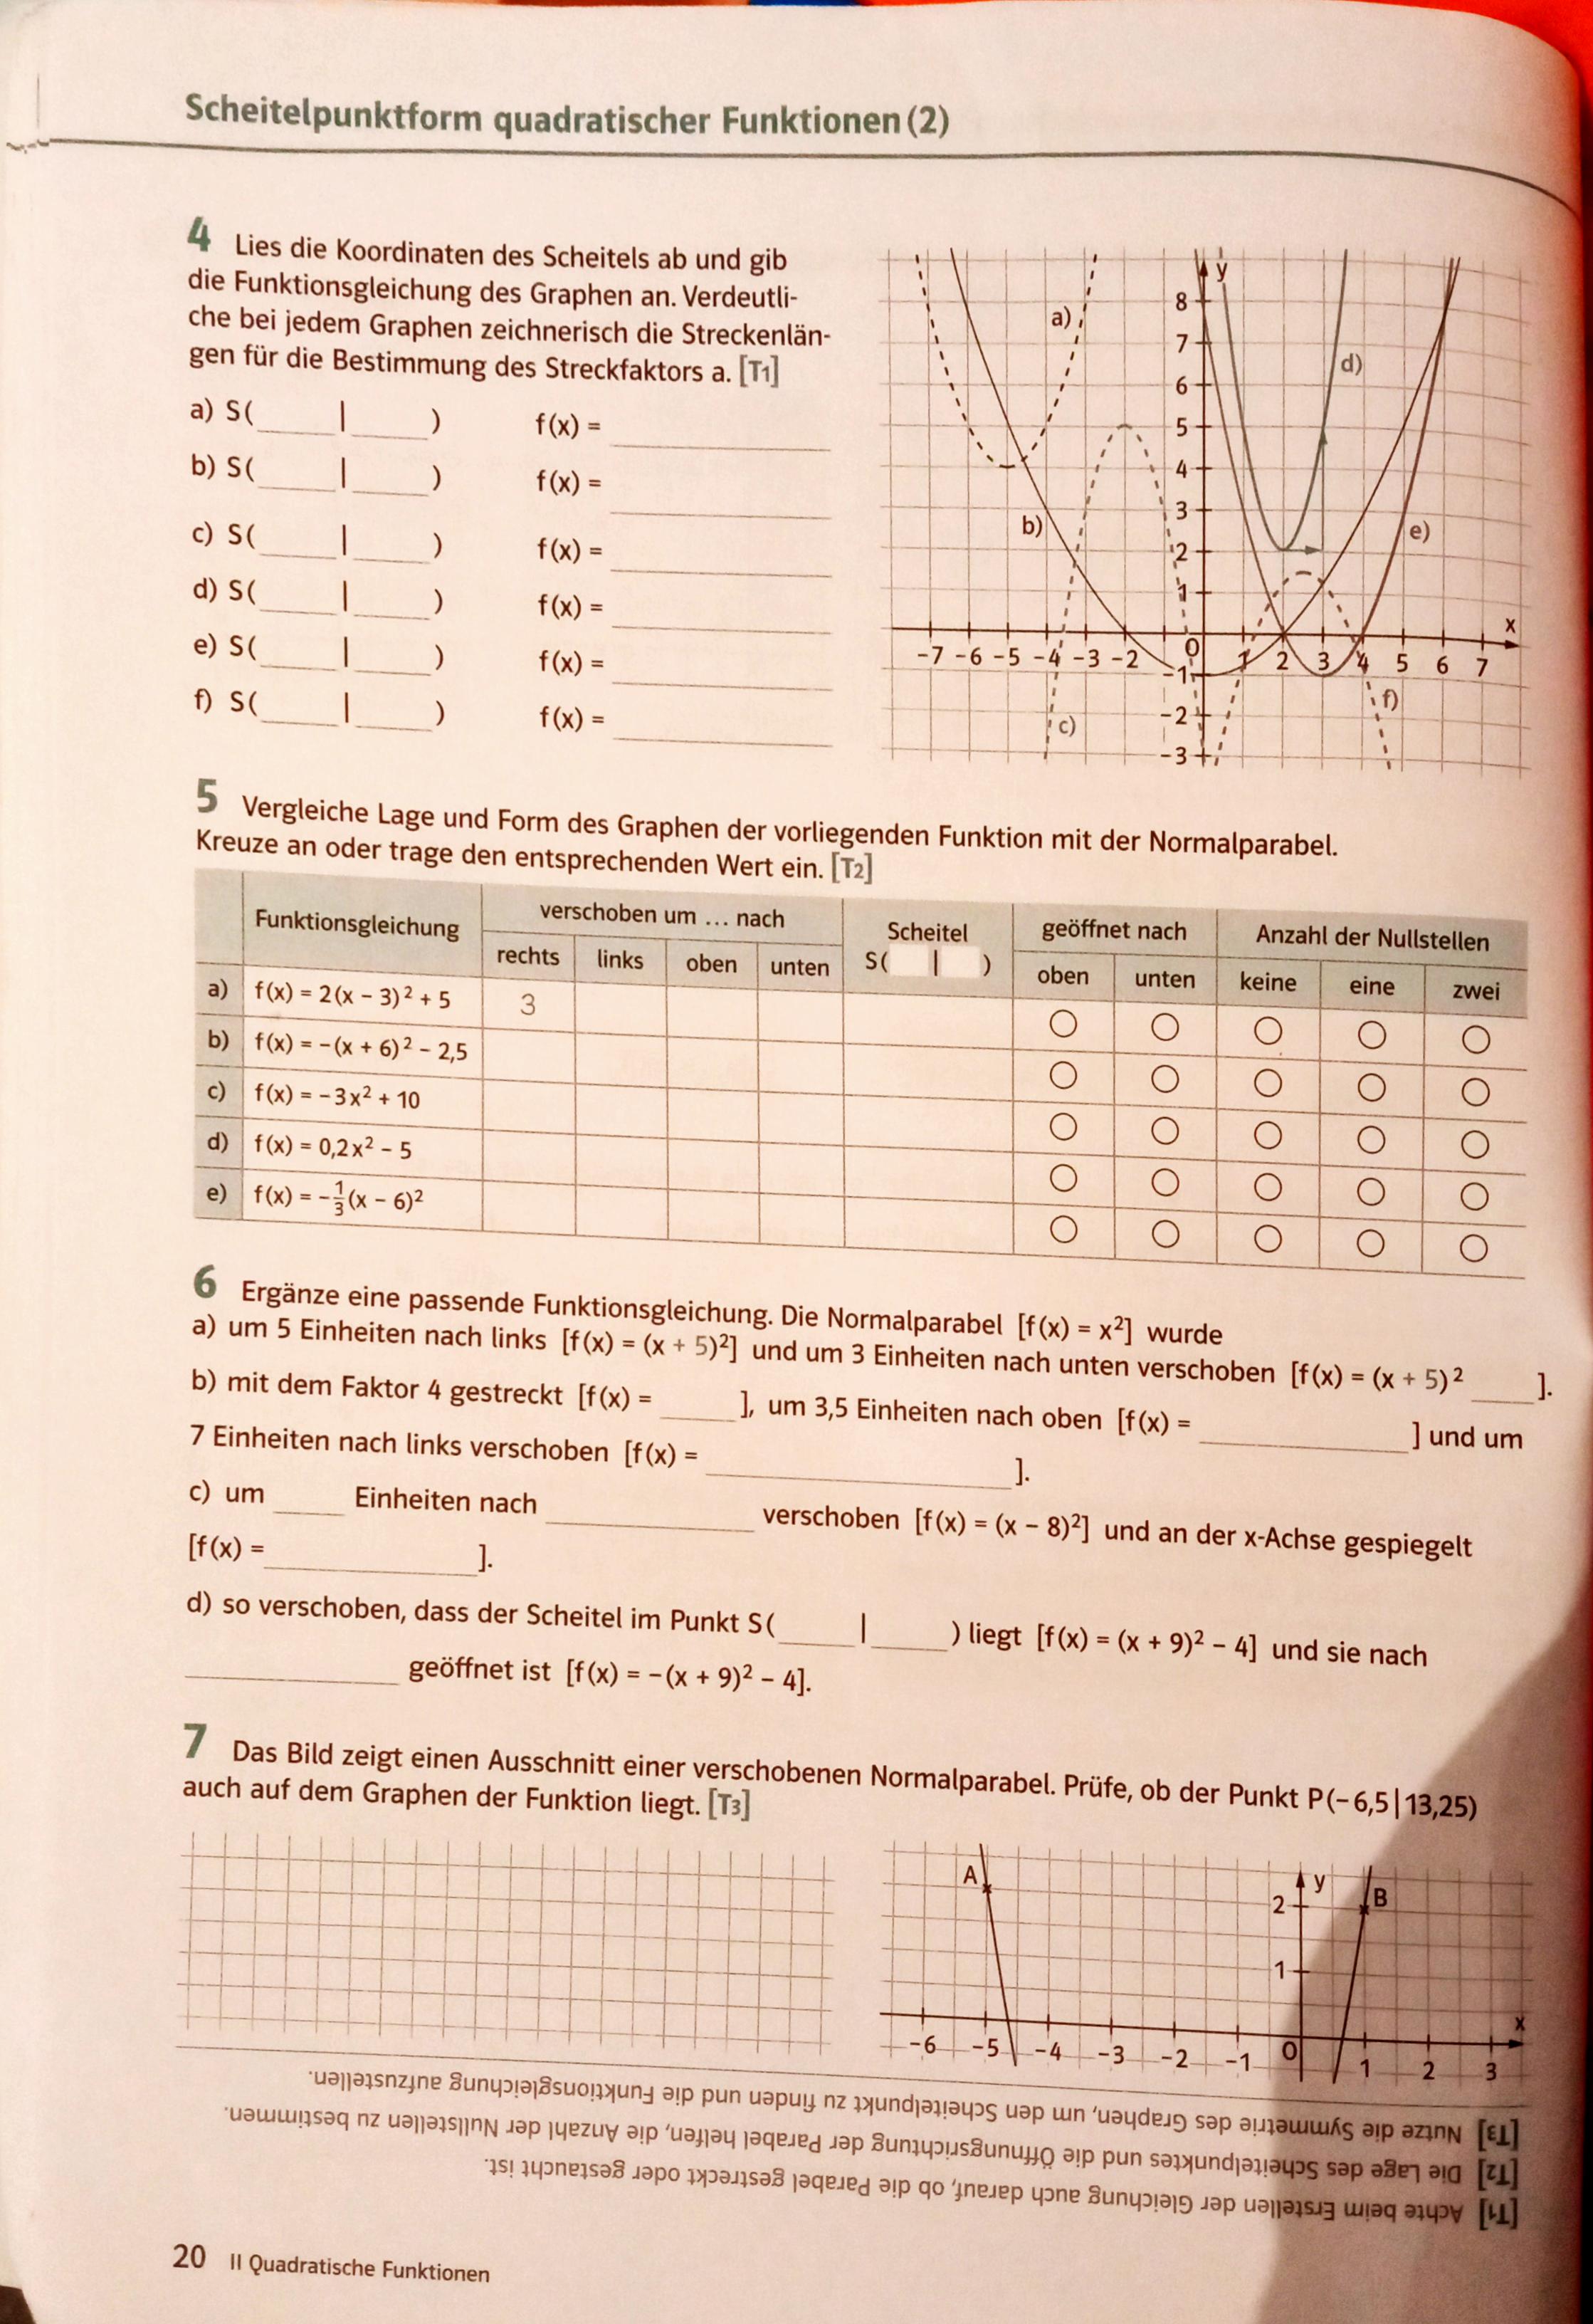 Scheitelpunktform quadratischer Funktionen (2)
4 Lies die Koordinaten des Scheitels ab und gib
die Funktionsgleichung des Graphen an. Verdeutli-
che bei jedem Graphen zeichnerisch die Streckenlän-
gen für die Bestimmung des Streckfaktors a. [T1]
a) S(____|____) f(x) = ____
b) S(____|____) f(x) = ____
c) S(____|____) f(x) = ____
d) S(____|____) f(x) = ____
e) S(____|____) f(x) = ____
f) S(____|____) f(x) = ____
y
8
7
6
5
4
3
2
1
-7 -6 -5 -4 -3 -2 0 1 2 3 4 5 6 7 x
-1
-2
-3
a)
b)
c)
d)
e)
f)
5 Vergleiche Lage und Form des Graphen der vorliegenden Funktion mit der Normalparabel.
Kreuze an oder trage den entsprechenden Wert ein. [T2]
Funktionsgleichung verschoben um … nach Scheitel S( | ) geöffnet nach Anzahl der Nullstellen
rechts links oben unten oben unten keine eine zwei
a) f(x) = 2(x – 3)² + 5 3
b) f(x) = –(x + 6)² – 2,5
c) f(x) = –3x² + 10
d) f(x) = 0,2x² – 5
e) f(x) = –1/3(x – 6)²
6 Ergänze eine passende Funktionsgleichung. Die Normalparabel [f(x) = x²] wurde
a) um 5 Einheiten nach links [f(x) = (x + 5)²] und um 3 Einheiten nach unten verschoben [f(x) = (x + 5)² ____].
b) mit dem Faktor 4 gestreckt [f(x) = ____], um 3,5 Einheiten nach oben [f(x) = ____] und um
7 Einheiten nach links verschoben [f(x) = ____].
c) um ____ Einheiten nach ____ verschoben [f(x) = (x – 8)²] und an der x-Achse gespiegelt
[f(x) = ____].
d) so verschoben, dass der Scheitel im Punkt S(____|____) liegt [f(x) = (x + 9)² – 4] und sie nach
____ geöffnet ist [f(x) = –(x + 9)² – 4].
7 Das Bild zeigt einen Ausschnitt einer verschobenen Normalparabel. Prüfe, ob der Punkt P(–6,5|13,25)
auch auf dem Graphen der Funktion liegt. [T3]
A
B
y
2
1
-6 -5 -4 -3 -2 -1 0 1 2 3 x
[T3] Nutze die Symmetrie des Graphen, um den Scheitelpunkt zu finden und die Funktionsgleichung aufzustellen.
[T2] Die Lage des Scheitelpunktes und die Öffnungsrichtung der Parabel helfen, die Anzahl der Nullstellen zu bestimmen.
[T1] Achte beim Erstellen der Gleichung auch darauf, ob die Parabel gestreckt oder gestaucht ist.
20 II Quadratische Funktionen